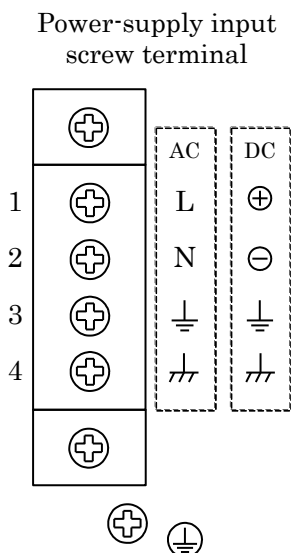 Power-supply input
screw terminal
AC DC
1 L ⊕
2 N ⊖
3
4